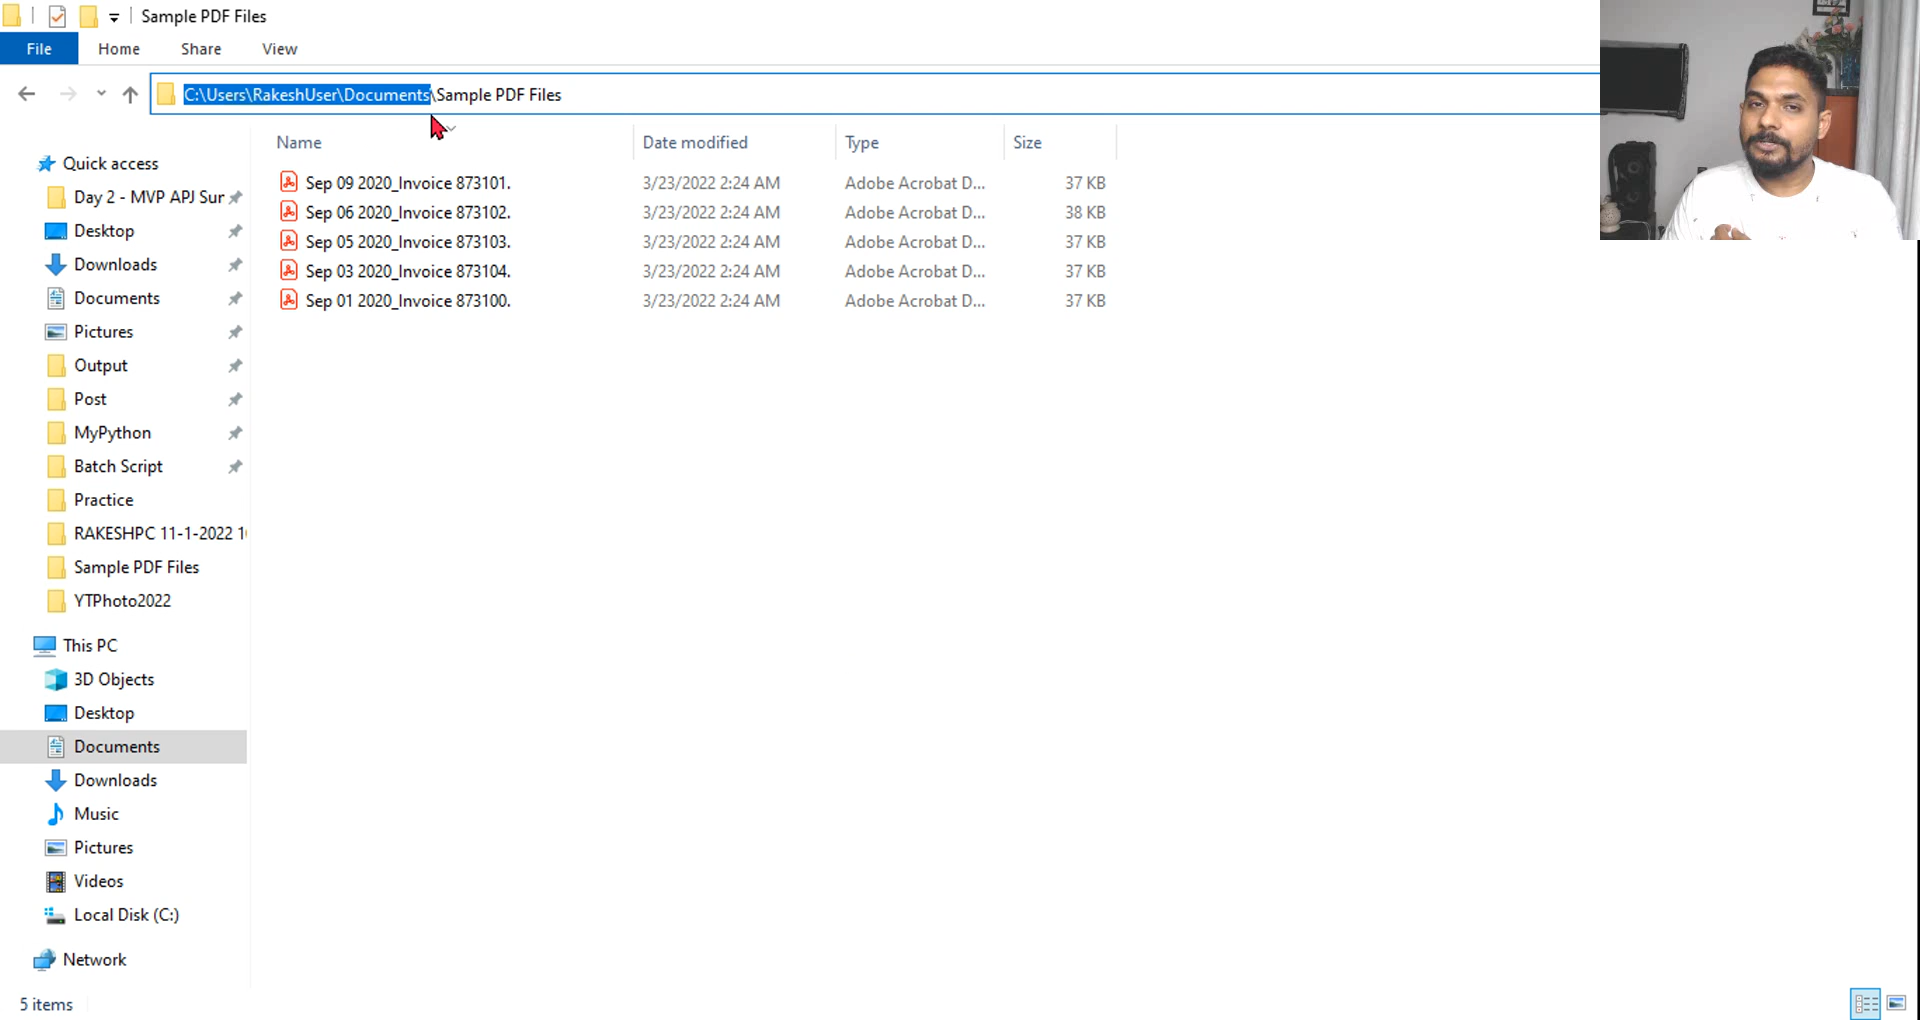 Sample PDF Files
File Home Share View
C:\Users\RakeshUser\Documents\Sample PDF Files
Name Date modified Type Size
Quick access
Day 2 - MVP APJ Sur
Desktop
Downloads
Documents
Pictures
Output
Post
MyPython
Batch Script
Practice
RAKESHPC 11-1-2022 1
Sample PDF Files
YTPhoto2022
This PC
3D Objects
Desktop
Documents
Downloads
Music
Pictures
Videos
Local Disk (C:)
Network
Sep 09 2020_Invoice 873101. 3/23/2022 2:24 AM Adobe Acrobat D... 37 KB
Sep 06 2020_Invoice 873102. 3/23/2022 2:24 AM Adobe Acrobat D... 38 KB
Sep 05 2020_Invoice 873103. 3/23/2022 2:24 AM Adobe Acrobat D... 37 KB
Sep 03 2020_Invoice 873104. 3/23/2022 2:24 AM Adobe Acrobat D... 37 KB
Sep 01 2020_Invoice 873100. 3/23/2022 2:24 AM Adobe Acrobat D... 37 KB
5 items